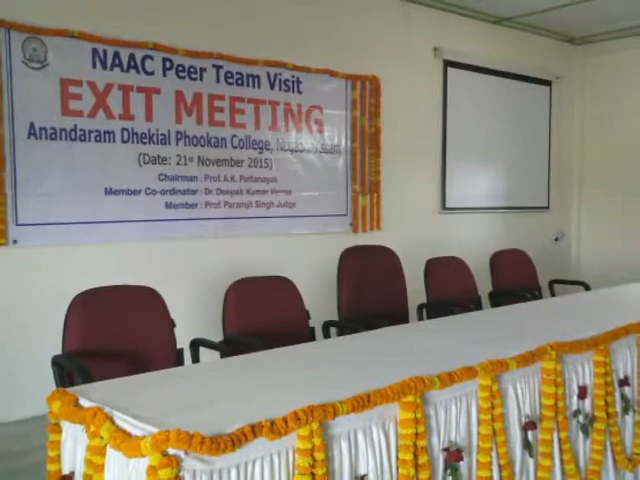 NAAC Peer Team Visit
EXIT MEETING
Anandaram Dhekial Phookan College,
(Date: 21st November 2015)
Chairman : Prof A.K. Pattanayak
Member Co-ordinator : Dr. Deepak Kumar
Member : Prof Paramjit Singh Judge